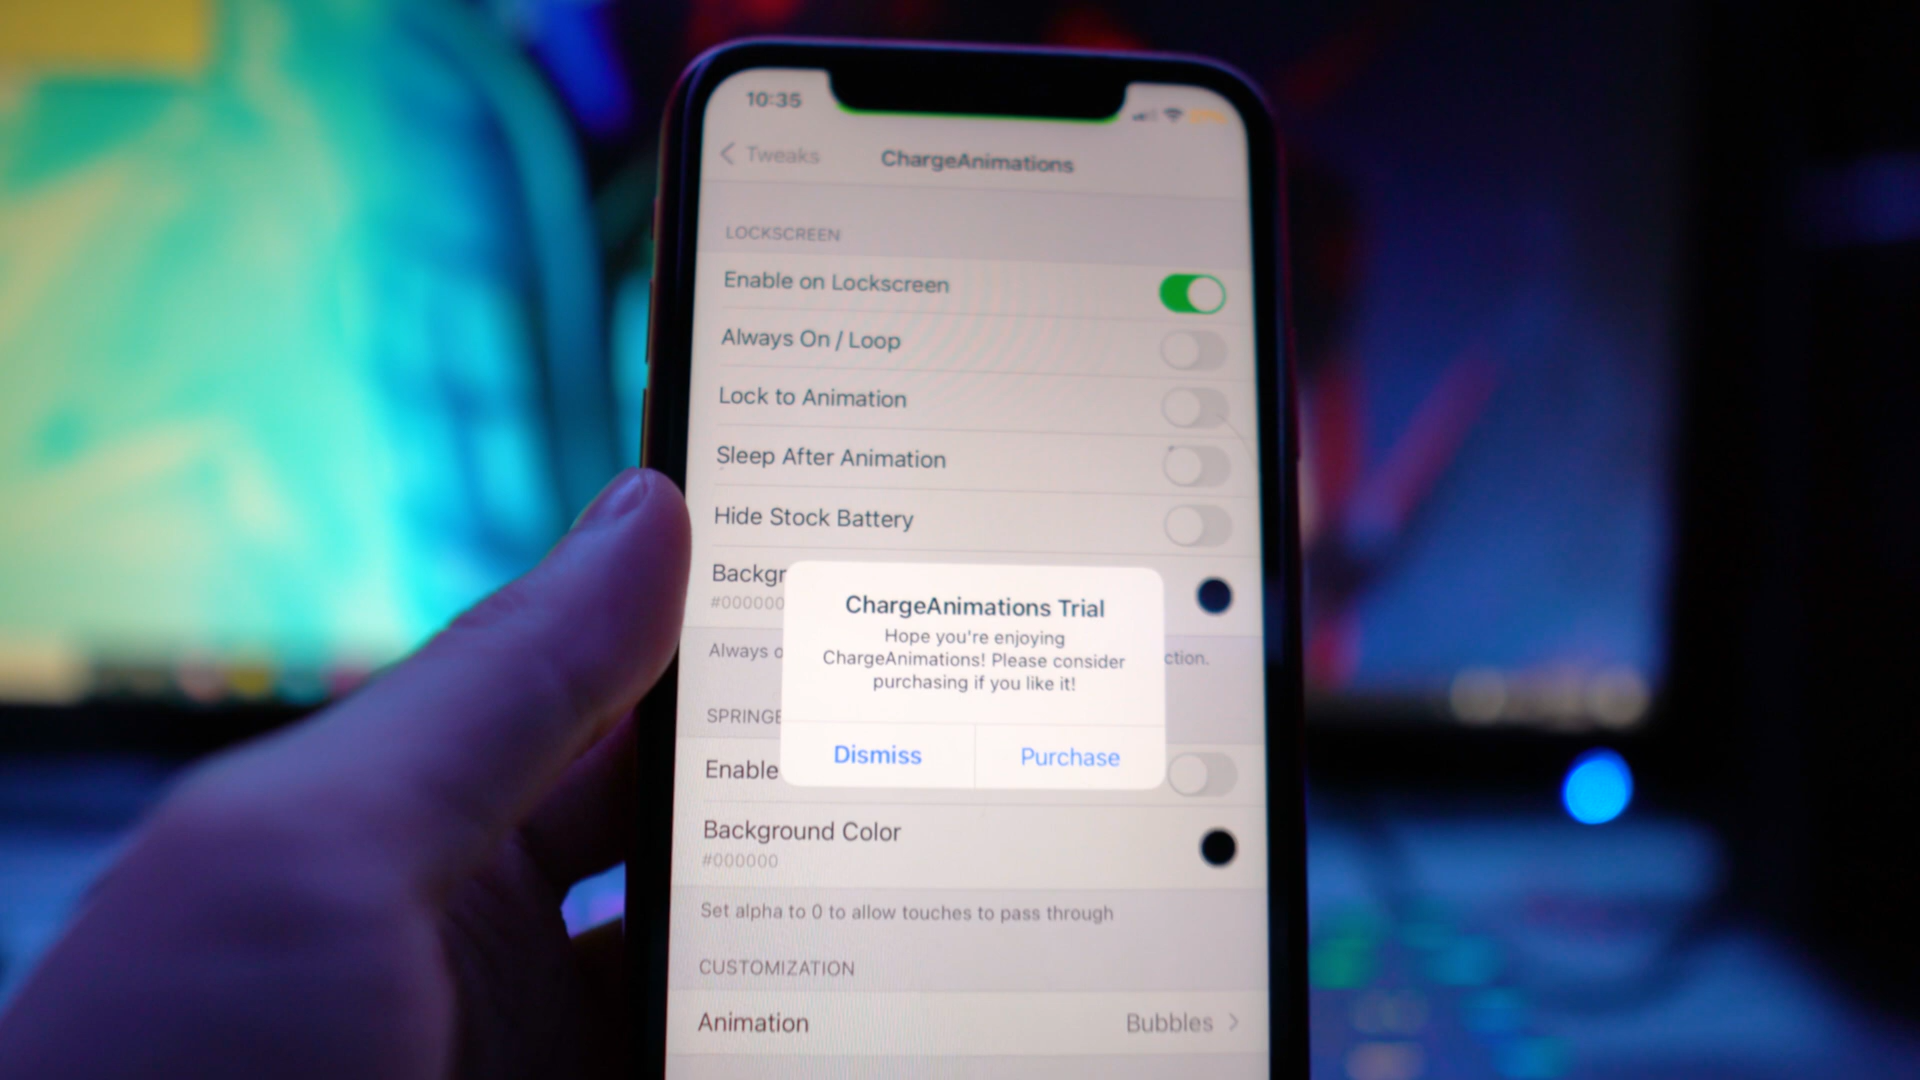 10:35
Tweaks
ChargeAnimations
LOCKSCREEN
Enable on Lockscreen
Always On / Loop
Lock to Animation
Sleep After Animation
Hide Stock Battery
Backgr
#000000
Always o
ction.
ChargeAnimations Trial
Hope you're enjoying
ChargeAnimations! Please consider
purchasing if you like it!
Dismiss
Purchase
SPRINGB
Enable
Background Color
#000000
Set alpha to 0 to allow touches to pass through
CUSTOMIZATION
Animation
Bubbles